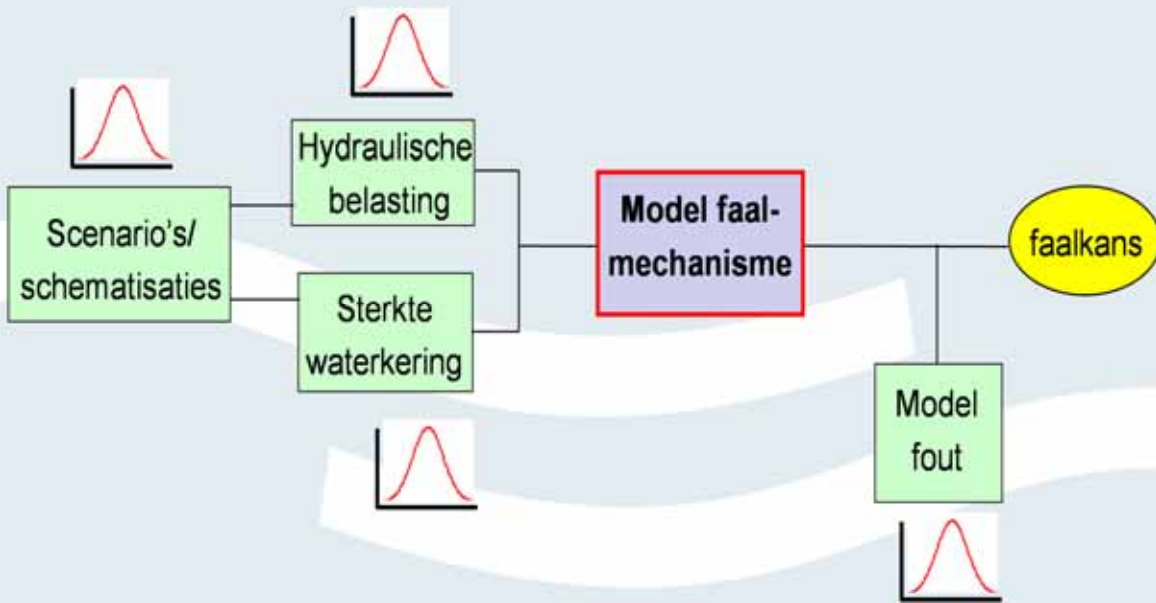 Scenario's/
schematisaties
Hydraulische
belasting
Sterkte
waterkering
Model faal-
mechanisme
Model
fout
faalkans